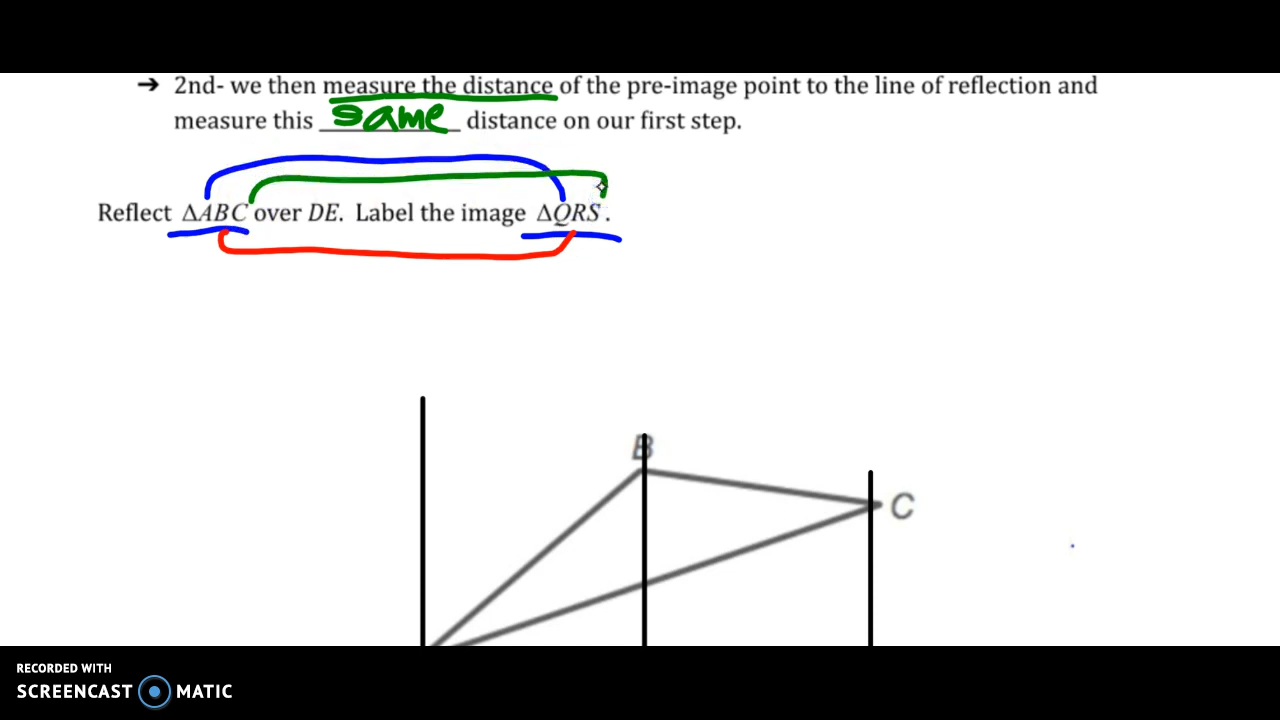 ➔ 2nd- we then measure the distance of the pre-image point to the line of reflection and
measure this same distance on our first step.
Reflect ΔABC over DE. Label the image ΔQRS.
B
C
RECORDED WITH
SCREENCAST MATIC